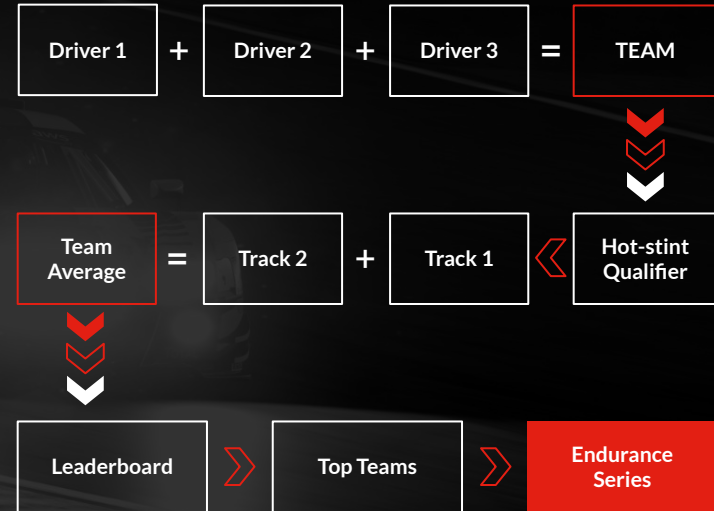 Driver 1 + Driver 2 + Driver 3 = TEAM
Team
Average = Track 2 + Track 1
Hot-stint
Qualifier
Leaderboard
Top Teams
Endurance
Series